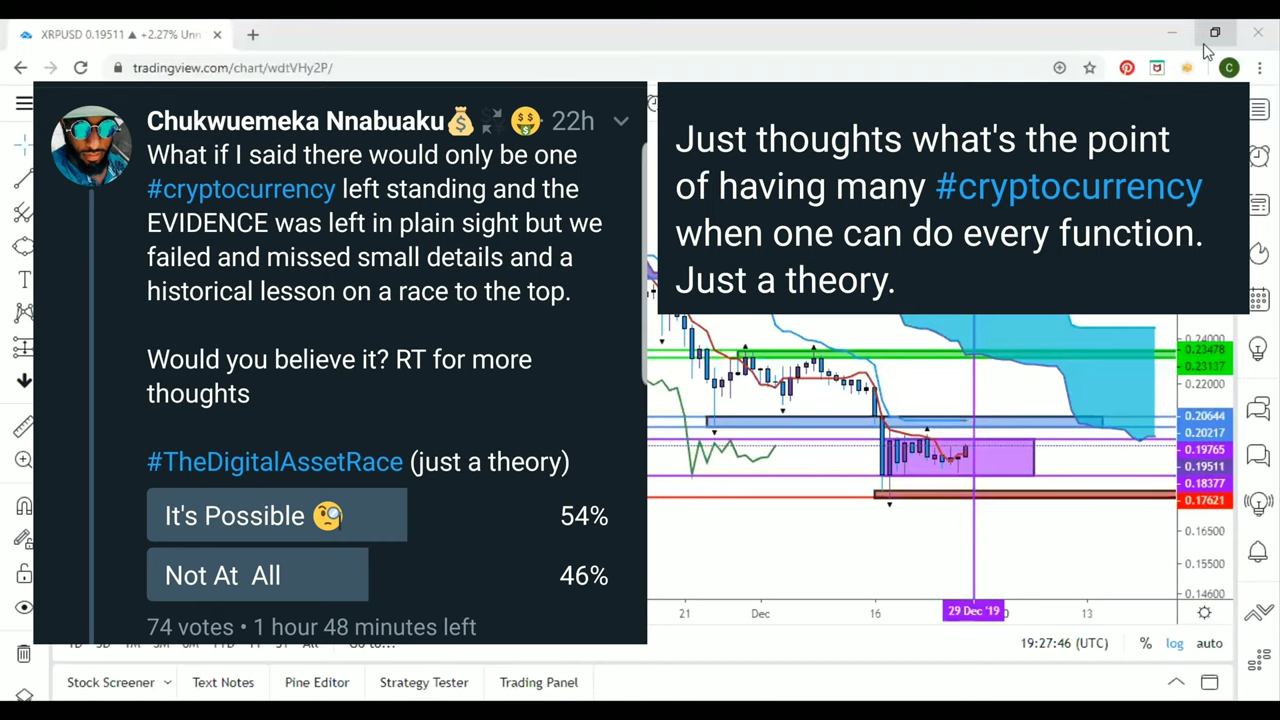 XRPUSD 0.19511 ▲ +2.27% Unn
tradingview.com/chart/wdtVHy2P/
C
Chukwuemeka Nnabuaku💰 🤑 22h
What if I said there would only be one
#cryptocurrency left standing and the
EVIDENCE was left in plain sight but we
failed and missed small details and a
historical lesson on a race to the top.
Would you believe it? RT for more
thoughts
#TheDigitalAssetRace (just a theory)
It's Possible 🧐 54%
Not At All 46%
74 votes • 1 hour 48 minutes left
Just thoughts what's the point
of having many #cryptocurrency
when one can do every function.
Just a theory.
0.24000
0.23478
0.23137
0.22000
0.20644
0.20217
0.19765
0.19511
0.18377
0.17621
0.16500
0.15500
0.14600
21 Dec 16 29 Dec '19 13
19:27:46 (UTC) % log auto
Stock Screener Text Notes Pine Editor Strategy Tester Trading Panel